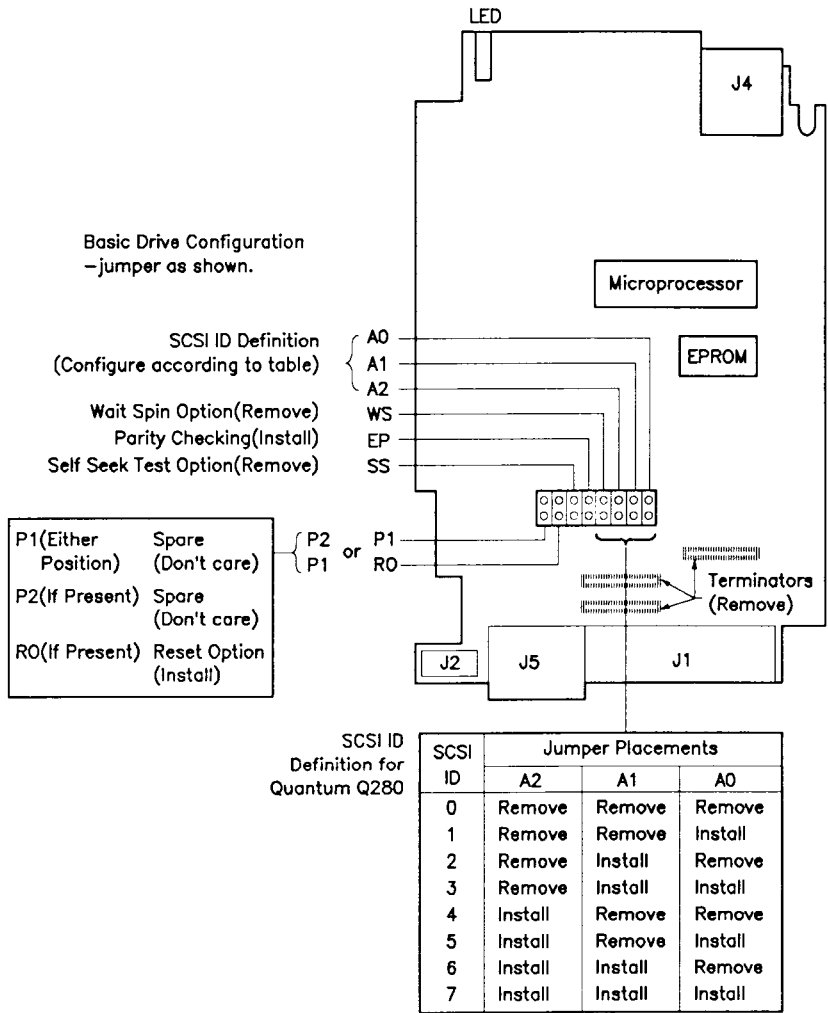 LED
J4
Basic Drive Configuration
–jumper as shown.
Microprocessor
EPROM
SCSI ID Definition
(Configure according to table)
A0
A1
A2
Wait Spin Option(Remove) WS
Parity Checking(Install) EP
Self Seek Test Option(Remove) SS
P1(Either Position) Spare (Don't care)
P2(If Present) Spare (Don't care)
RO(If Present) Reset Option (Install)
P2 or P1
P1 RO
Terminators
(Remove)
J2 J5 J1
SCSI ID
Definition for
Quantum Q280
SCSI ID Jumper Placements
A2 A1 A0
0 Remove Remove Remove
1 Remove Remove Install
2 Remove Install Remove
3 Remove Install Install
4 Install Remove Remove
5 Install Remove Install
6 Install Install Remove
7 Install Install Install